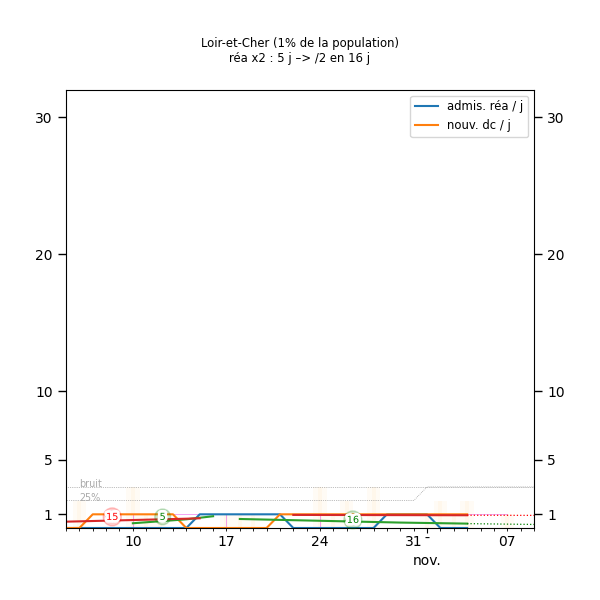 Loir-et-Cher (1% de la population)
réa x2 : 5 j –> /2 en 16 j
admis. réa / j
nouv. dc / j
30 30
20 20
10 10
5 5
bruit
25%
15 5 16
1 1
10 17 24 31 - 07
nov.